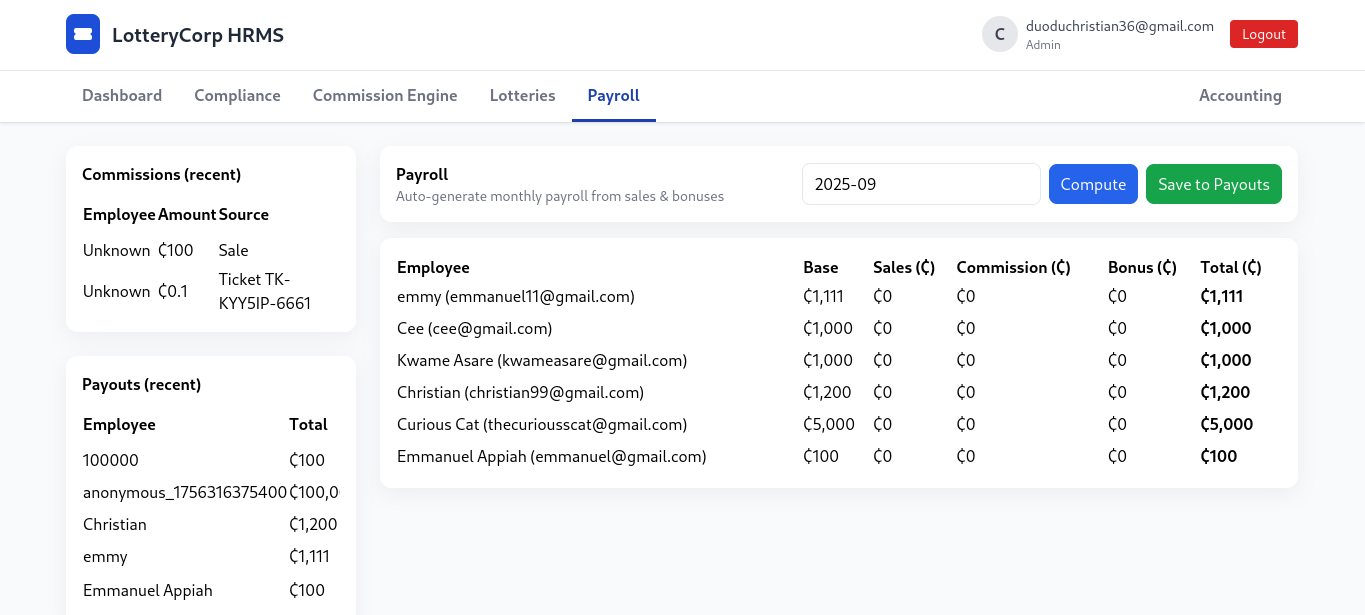 LotteryCorp HRMS
C
duoduchristian36@gmail.com
Admin
Logout
Dashboard Compliance Commission Engine Lotteries Payroll Accounting
Commissions (recent)
Employee Amount Source
Unknown ₵100 Sale
Unknown ₵0.1 Ticket TK-
KYY5IP-6661
Payouts (recent)
Employee Total
100000 ₵100
anonymous_1756316375400 ₵100,0
Christian ₵1,200
emmy ₵1,111
Emmanuel Appiah ₵100
Payroll
Auto-generate monthly payroll from sales & bonuses
2025-09 Compute Save to Payouts
Employee Base Sales (₵) Commission (₵) Bonus (₵) Total (₵)
emmy (emmanuel11@gmail.com) ₵1,111 ₵0 ₵0 ₵0 ₵1,111
Cee (cee@gmail.com) ₵1,000 ₵0 ₵0 ₵0 ₵1,000
Kwame Asare (kwameasare@gmail.com) ₵1,000 ₵0 ₵0 ₵0 ₵1,000
Christian (christian99@gmail.com) ₵1,200 ₵0 ₵0 ₵0 ₵1,200
Curious Cat (thecuriousscat@gmail.com) ₵5,000 ₵0 ₵0 ₵0 ₵5,000
Emmanuel Appiah (emmanuel@gmail.com) ₵100 ₵0 ₵0 ₵0 ₵100